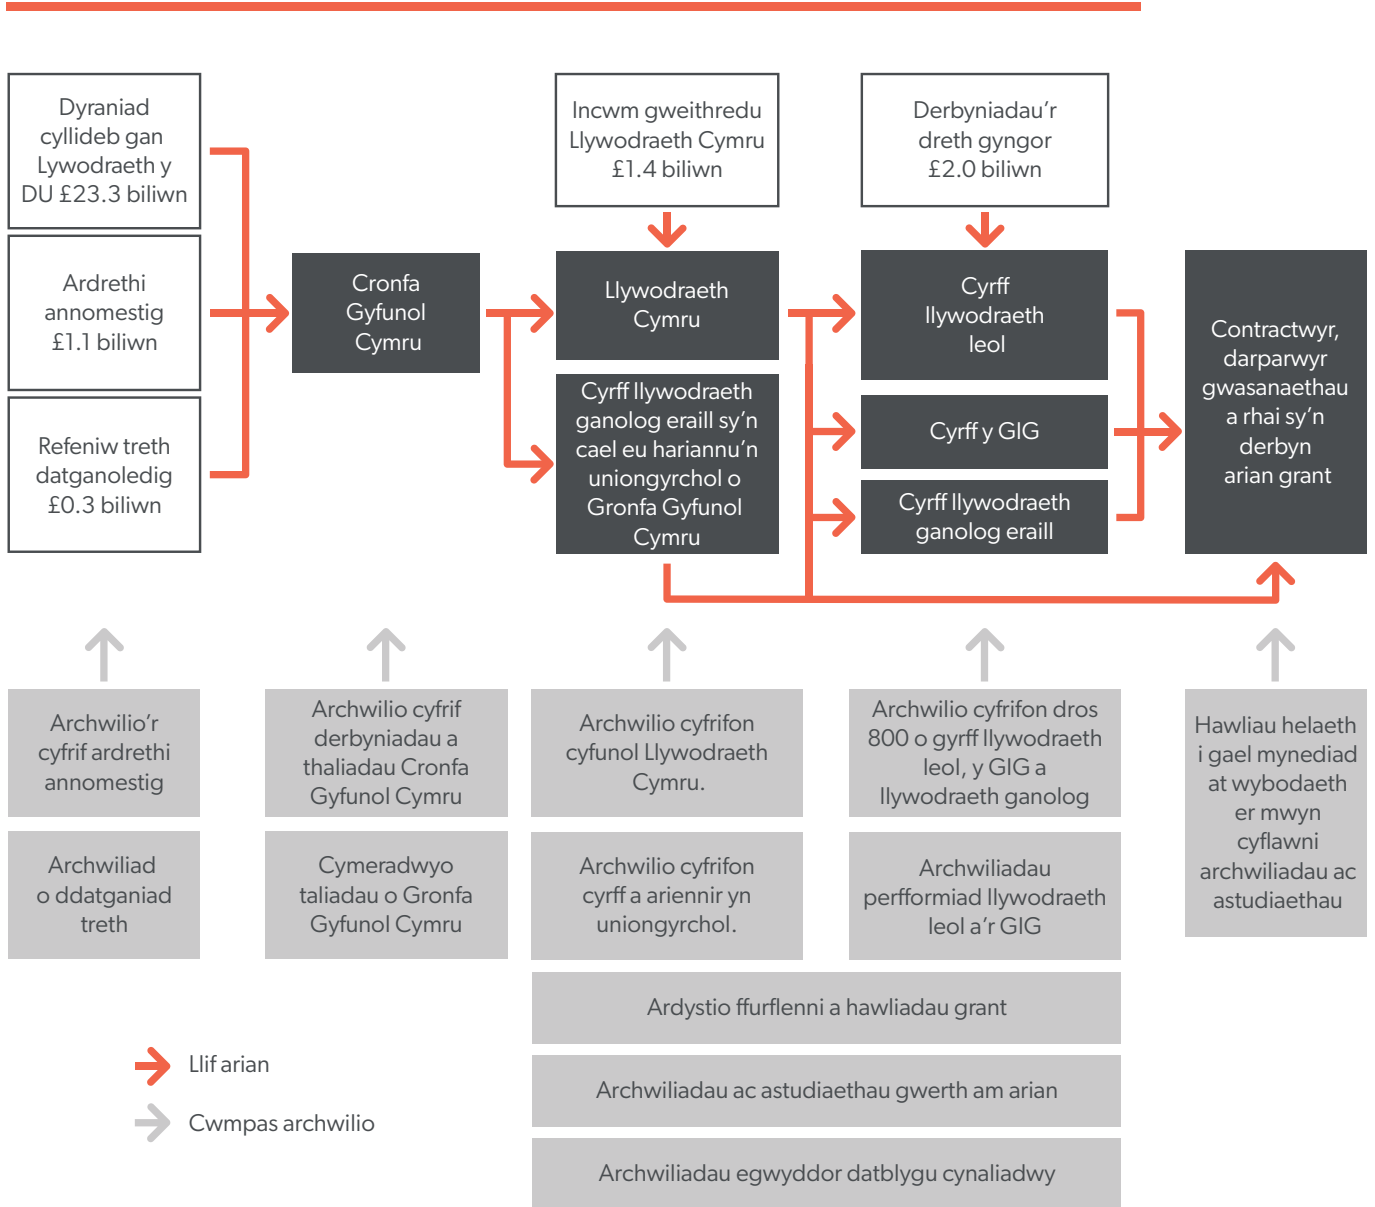 Dyraniad
cyllideb gan
Lywodraeth y
DU £23.3 biliwn
Ardrethi
annomestig
£1.1 biliwn
Refeniw treth
datganoledig
£0.3 biliwn
Cronfa
Gyfunol
Cymru
Incwm gweithredu
Llywodraeth Cymru
£1.4 biliwn
Llywodraeth
Cymru
Cyrff llywodraeth
ganolog eraill sy’n
cael eu hariannu’n
uniongyrchol o
Gronfa Gyfunol
Cymru
Derbyniadau’r
dreth gyngor
£2.0 biliwn
Cyrff
llywodraeth
leol
Cyrff y GIG
Cyrff llywodraeth
ganolog eraill
Contractwyr,
darparwyr
gwasanaethau
a rhai sy’n
derbyn
arian grant
Archwilio’r
cyfrif ardrethi
annomestig
Archwiliad
o ddatganiad
treth
Archwilio cyfrif
derbyniadau a
thaliadau Cronfa
Gyfunol Cymru
Cymeradwyo
taliadau o Gronfa
Gyfunol Cymru
Archwilio cyfrifon
cyfunol Llywodraeth
Cymru.
Archwilio cyfrifon
cyrff a ariennir yn
uniongyrchol.
Archwilio cyfrifon dros
800 o gyrff llywodraeth
leol, y GIG a
llywodraeth ganolog
Archwiliadau
perfformiad llywodraeth
leol a’r GIG
Hawliau helaeth
i gael mynediad
at wybodaeth
er mwyn
cyflawni
archwiliadau ac
astudiaethau
Ardystio ffurflenni a hawliadau grant
Archwiliadau ac astudiaethau gwerth am arian
Archwiliadau egwyddor datblygu cynaliadwy
Llif arian
Cwmpas archwilio